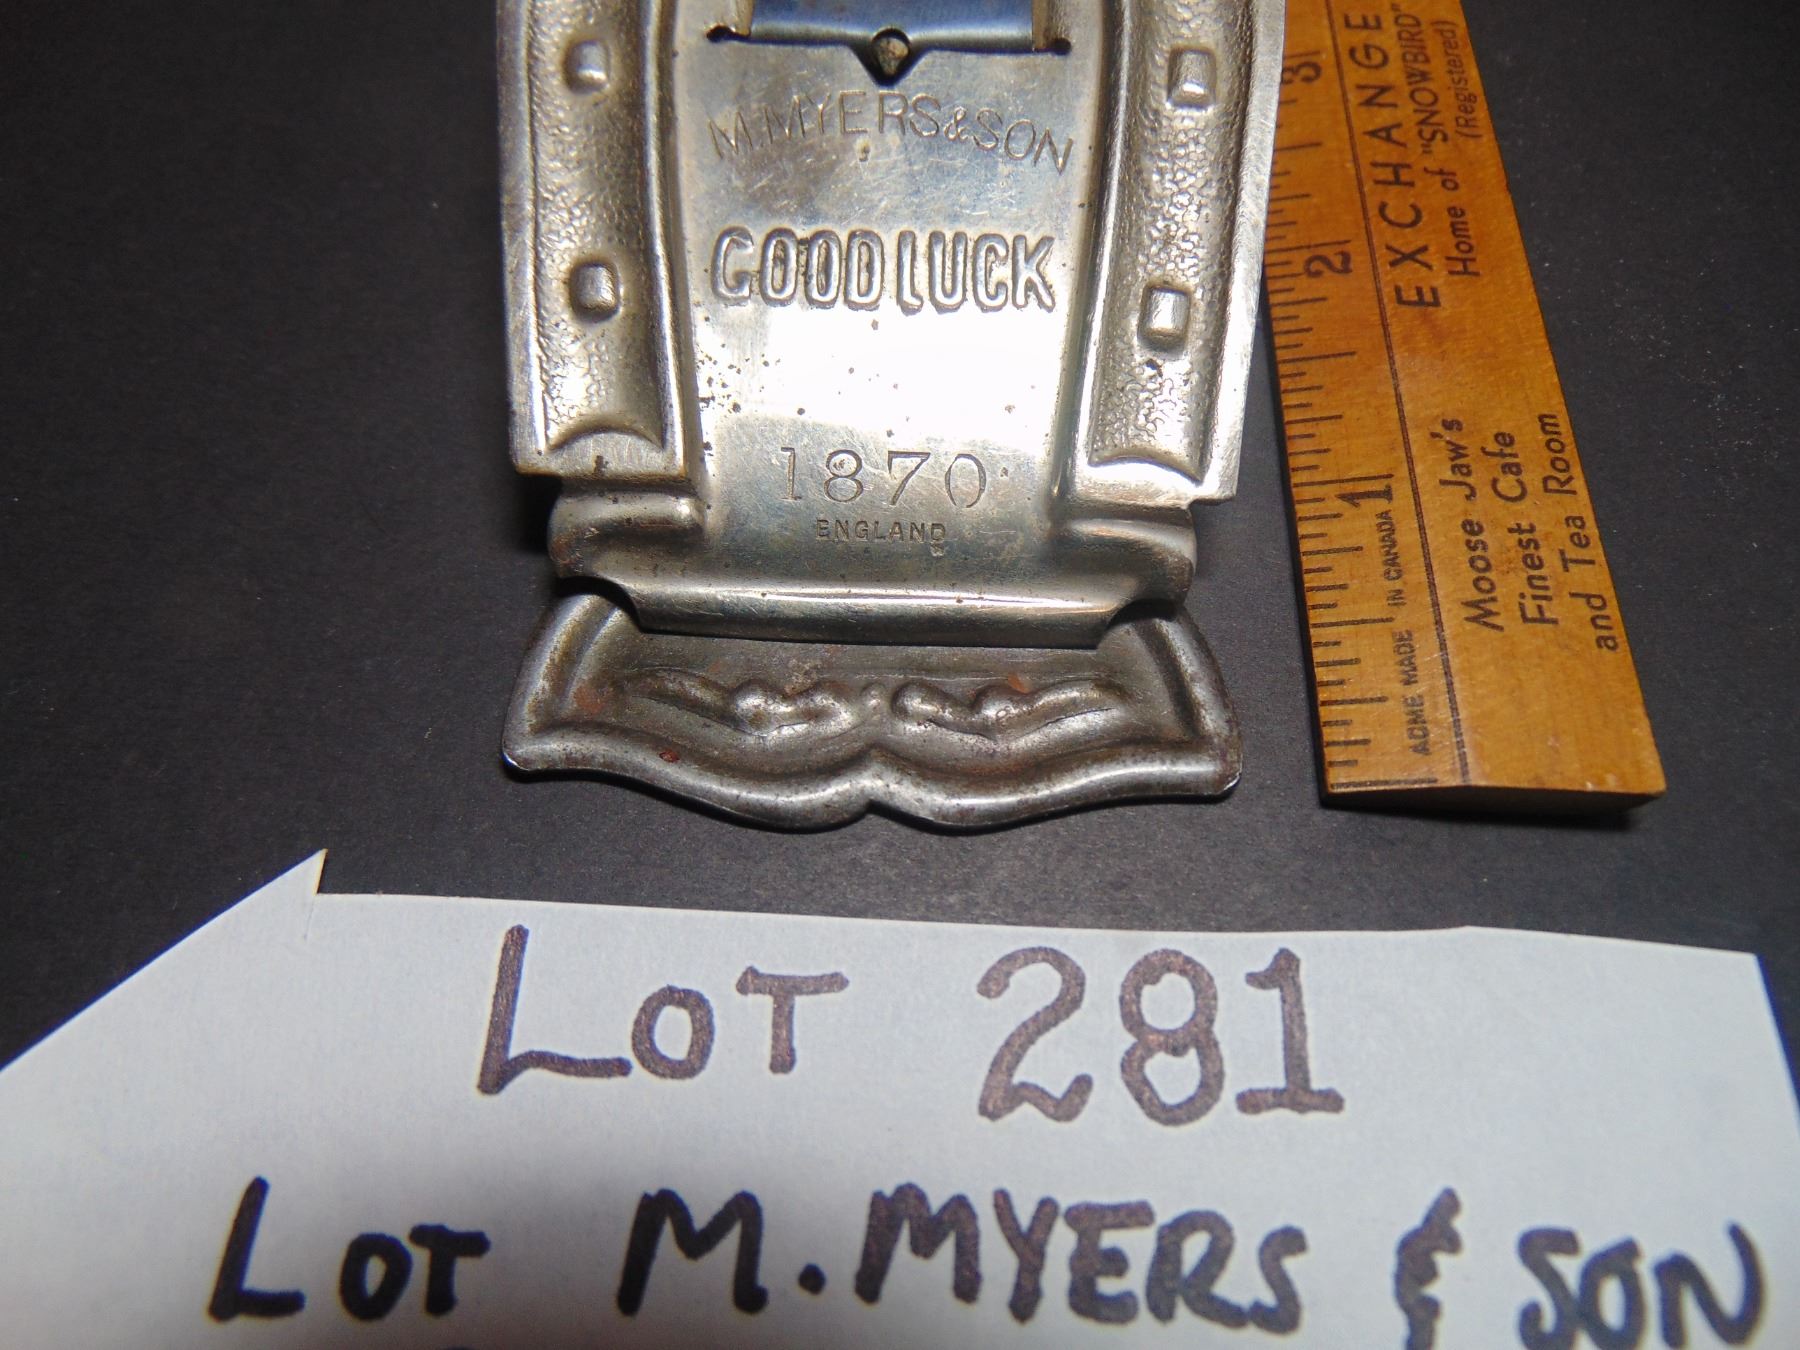 M.MYERS&SON
GOOD LUCK
1870
ENGLAND
3
2
1
EXCHANGE
Home of "SNOWBIRD"
(Registered)
ACME MADE IN CANADA
Moose Jaw's
Finest Cafe
and Tea Room
LOT 281
LOT M. MYERS & SON